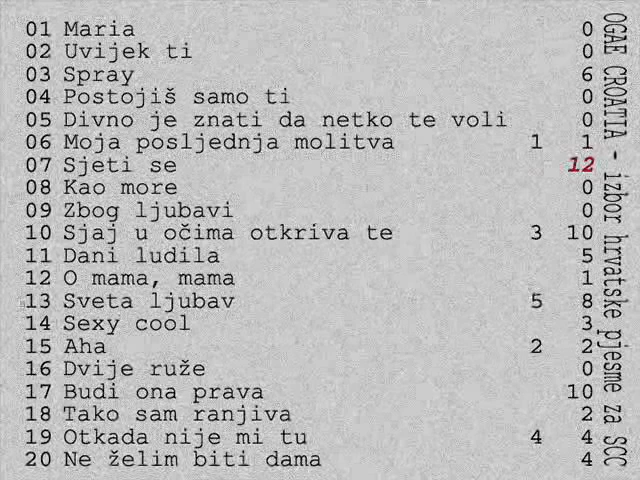 01 Maria 0
02 Uvijek ti 0
03 Spray 6
04 Postojiš samo ti 0
05 Divno je znati da netko te voli 0
06 Moja posljednja molitva 1 1
07 Sjeti se 12
08 Kao more 0
09 Zbog ljubavi 0
10 Sjaj u očima otkriva te 3 10
11 Dani ludila 5
12 O mama, mama 1
13 Sveta ljubav 5 8
14 Sexy cool 3
15 Aha 2 2
16 Dvije ruže 0
17 Budi ona prava 10
18 Tako sam ranjiva 2
19 Otkada nije mi tu 4 4
20 Ne želim biti dama 4
OGAE CROATIA - izbor hrvatske pjesme za SCC